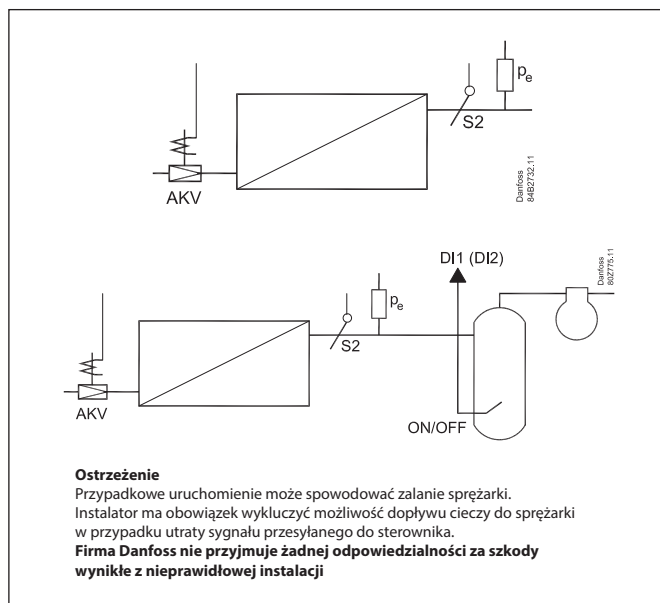 pe
S2
AKV
Danfoss
84B2732.11
DI1 (DI2)
Danfoss
80Z775.11
pe
S2
AKV
ON/OFF
Ostrzeżenie
Przypadkowe uruchomienie może spowodować zalanie sprężarki.
Instalator ma obowiązek wykluczyć możliwość dopływu cieczy do sprężarki
w przypadku utraty sygnału przesyłanego do sterownika.
Firma Danfoss nie przyjmuje żadnej odpowiedzialności za szkody
wynikłe z nieprawidłowej instalacji